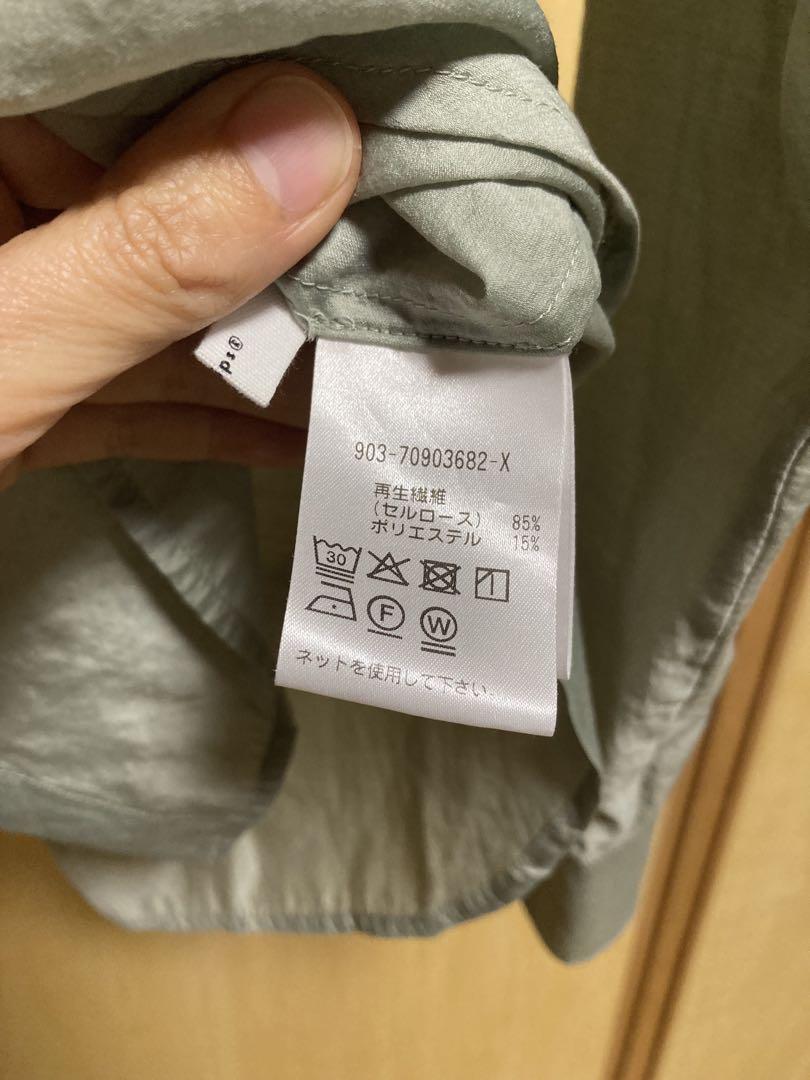 ps®
903-70903682-X
再生繊維
(セルロース) 85%
ポリエステル 15%
30
F
W
ネットを使用して下さい。